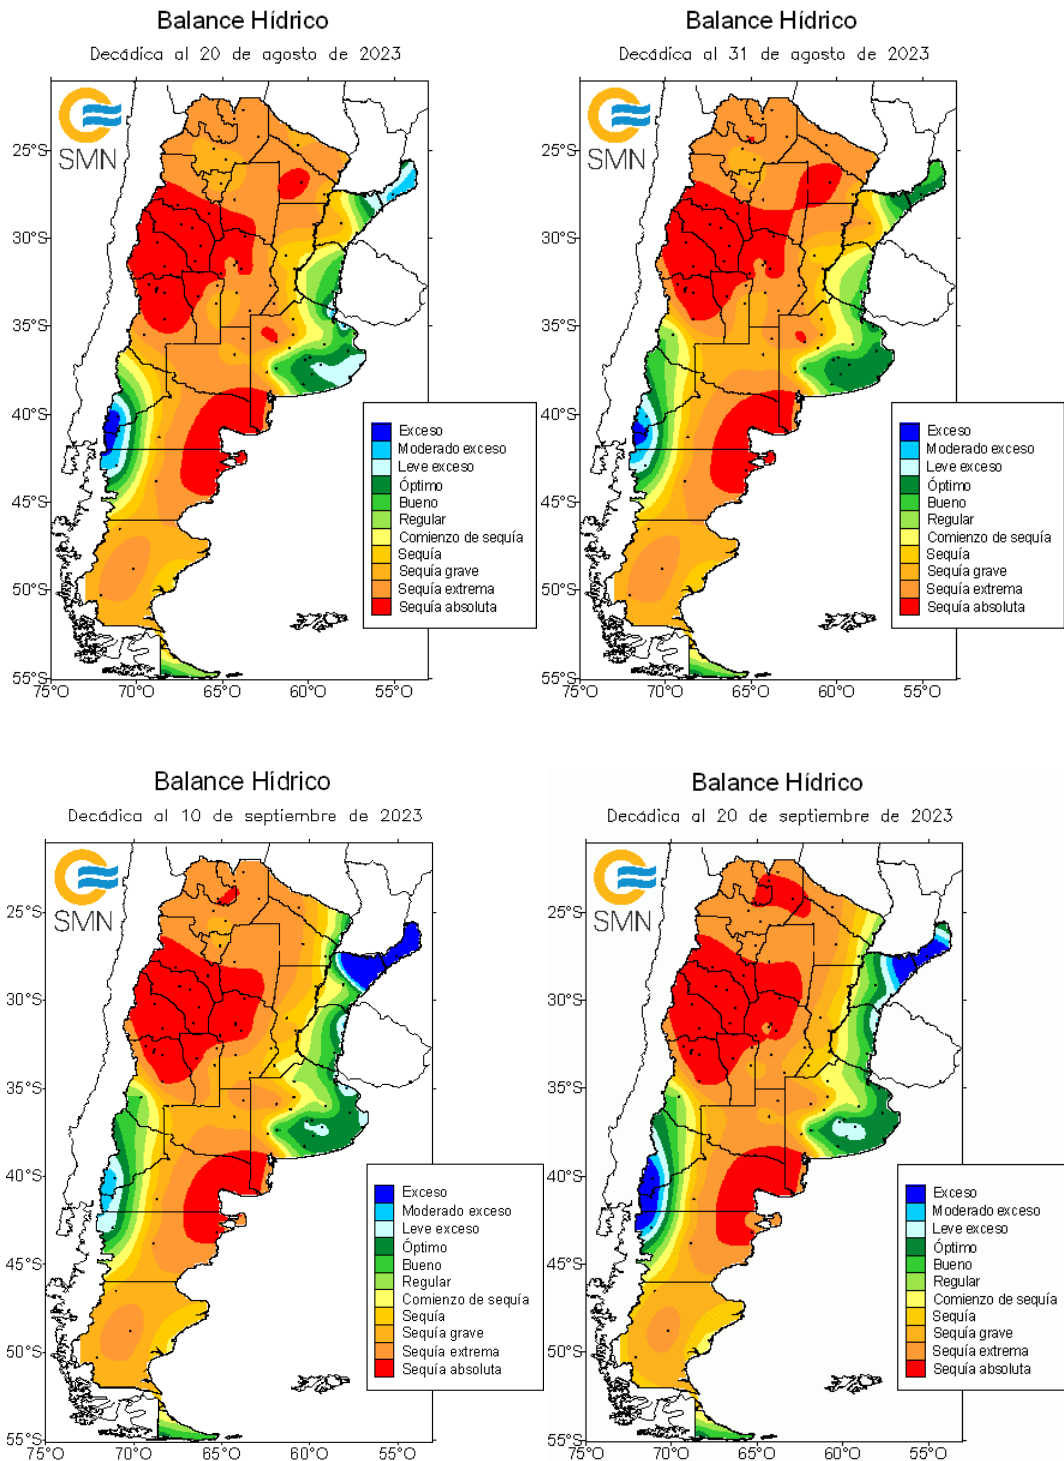 Balance Hídrico
Decádica al 20 de agosto de 2023
SMN
25°S
30°S
35°S
40°S
45°S
50°S
55°S
75°O 70°O 65°O 60°O 55°O
Exceso
Moderado exceso
Leve exceso
Óptimo
Bueno
Regular
Comienzo de sequía
Sequía
Sequía grave
Sequía extrema
Sequía absoluta
Balance Hídrico
Decádica al 31 de agosto de 2023
SMN
25°S
30°S
35°S
40°S
45°S
50°S
55°S
75°O 70°O 65°O 60°O 55°O
Exceso
Moderado exceso
Leve exceso
Óptimo
Bueno
Regular
Comienzo de sequía
Sequía
Sequía grave
Sequía extrema
Sequía absoluta
Balance Hídrico
Decádica al 10 de septiembre de 2023
SMN
25°S
30°S
35°S
40°S
45°S
50°S
55°S
75°O 70°O 65°O 60°O 55°O
Exceso
Moderado exceso
Leve exceso
Óptimo
Bueno
Regular
Comienzo de sequía
Sequía
Sequía grave
Sequía extrema
Sequía absoluta
Balance Hídrico
Decádica al 20 de septiembre de 2023
SMN
25°S
30°S
35°S
40°S
45°S
50°S
55°S
75°O 70°O 65°O 60°O 55°O
Exceso
Moderado exceso
Leve exceso
Óptimo
Bueno
Regular
Comienzo de sequía
Sequía
Sequía grave
Sequía extrema
Sequía absoluta